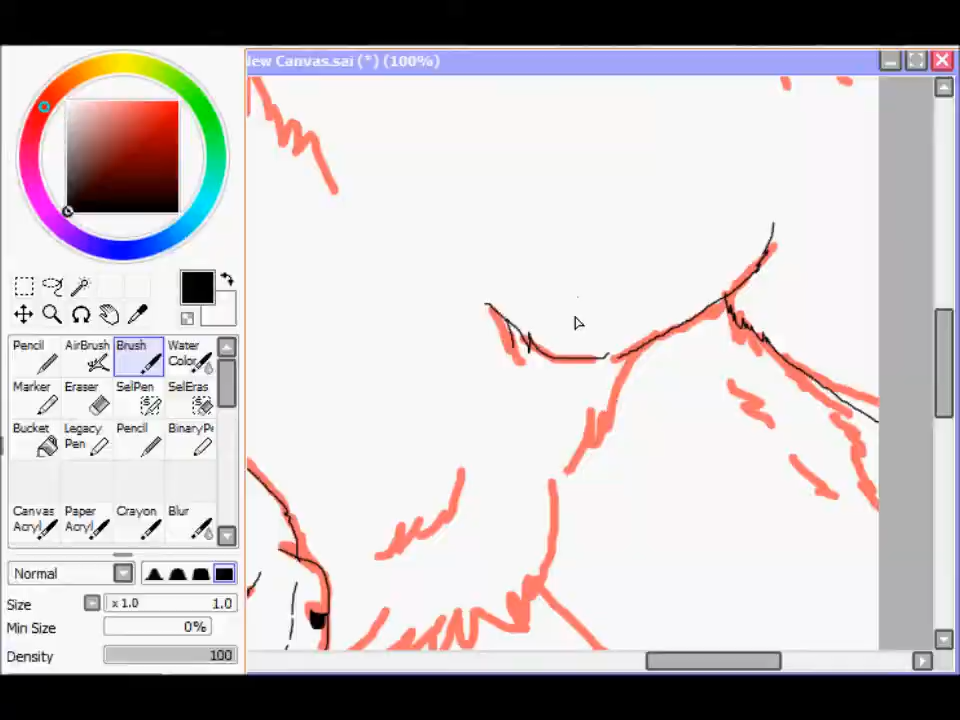 ew Canvas.sai (*) (100%)
Pencil
AirBrush
Brush
Water
Color
Marker
Eraser
SelPen
SelEras
Bucket
Legacy
Pen
Pencil
BinaryPe
Canvas
Acryl
Paper
Acryl
Crayon
Blur
Normal
Size
x 1.0
1.0
Min Size
0%
Density
100